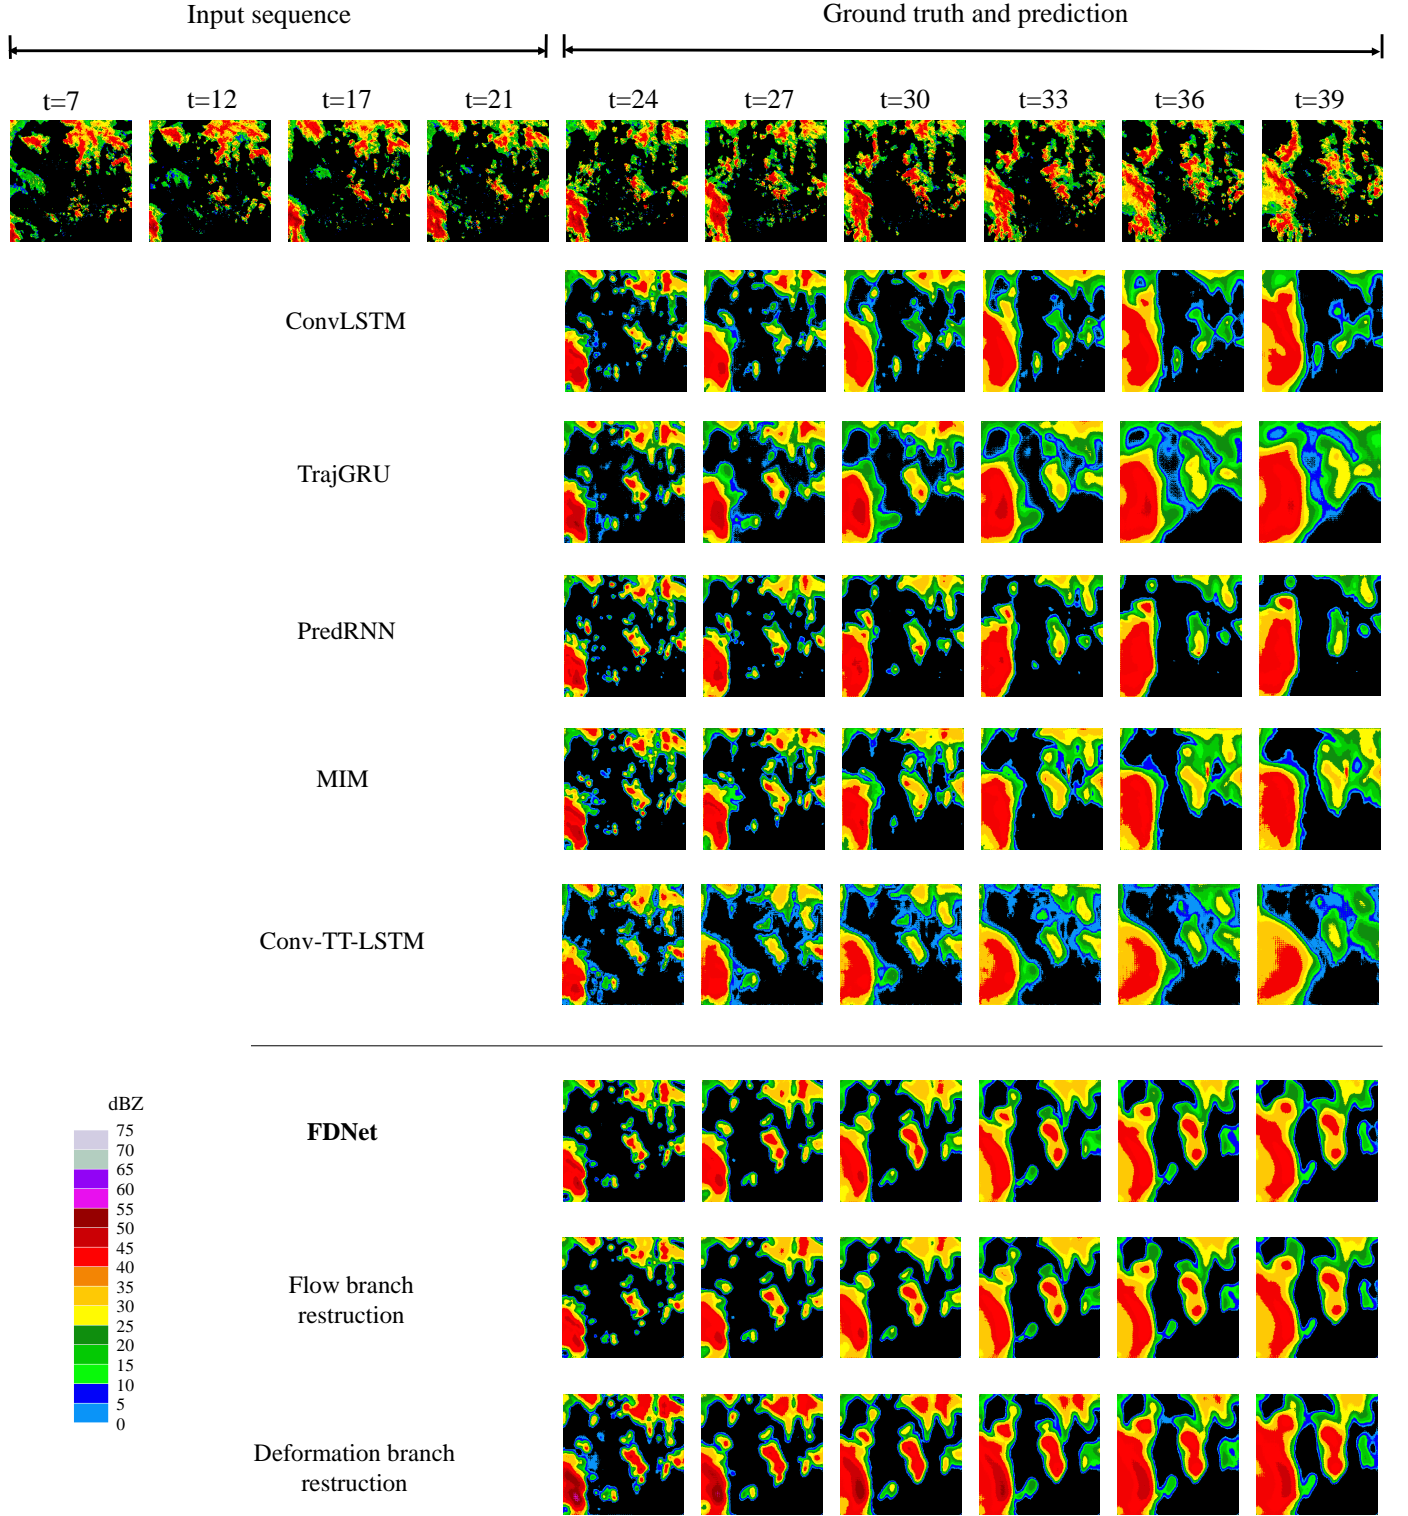 Input sequence
Ground truth and prediction
t=7 t=12 t=17 t=21 t=24 t=27 t=30 t=33 t=36 t=39
ConvLSTM
TrajGRU
PredRNN
MIM
Conv-TT-LSTM
FDNet
Flow branch
restruction
Deformation branch
restruction
dBZ
75
70
65
60
55
50
45
40
35
30
25
20
15
10
5
0